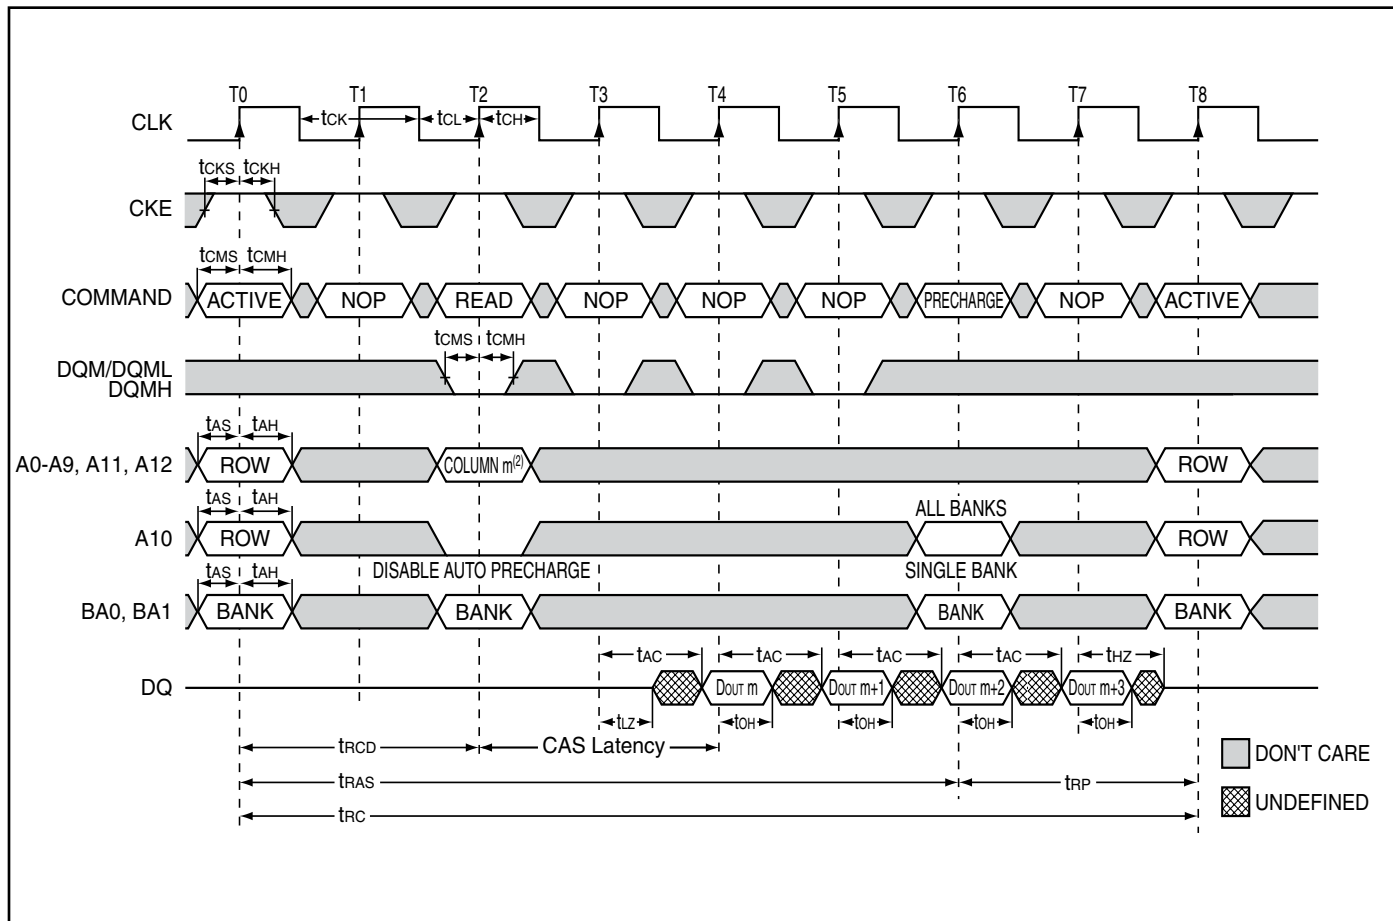 T0 T1 T2 T3 T4 T5 T6 T7 T8
CLK tCK tCL tCH
tCKS tCKH
CKE
tCMS tCMH
COMMAND ACTIVE NOP READ NOP NOP NOP PRECHARGE NOP ACTIVE
tCMS tCMH
DQM/DQML
DQMH
tAS tAH
A0-A9, A11, A12 ROW COLUMN m(2) ROW
tAS tAH ALL BANKS
A10 ROW ROW
DISABLE AUTO PRECHARGE SINGLE BANK
tAS tAH
BA0, BA1 BANK BANK BANK BANK
tAC tAC tAC tAC tHZ
DQ DOUT m DOUT m+1 DOUT m+2 DOUT m+3
tLZ tOH tOH tOH tOH
tRCD CAS Latency
DON'T CARE
tRAS tRP
UNDEFINED
tRC